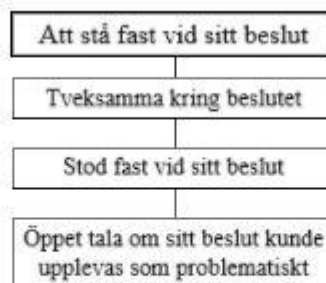 Att stå fast vid sitt beslut
Tveksamma kring beslutet
Stod fast vid sitt beslut
Öppet tala om sitt beslut kunde
upplevas som problematiskt